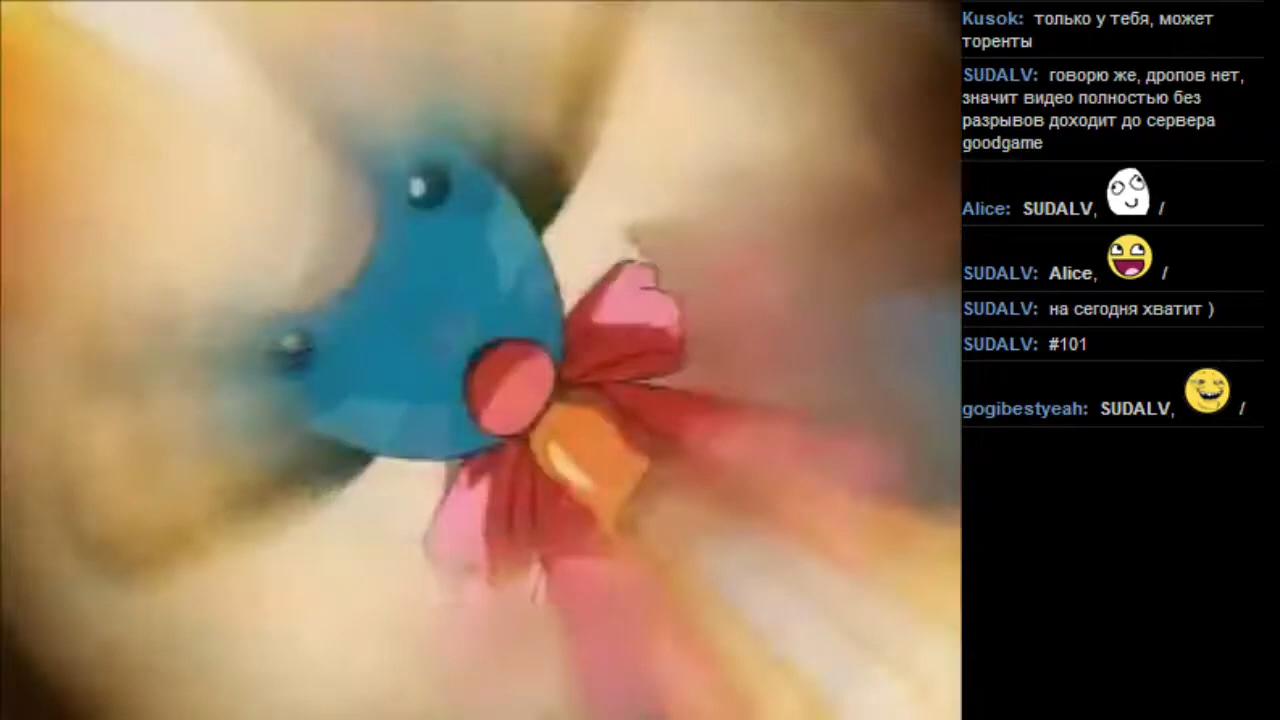 Kusok: только у тебя, может
торенты
SUDALV: говорю же, дропов нет,
значит видео полностью без
разрывов доходит до сервера
goodgame
Alice: SUDALV, /
SUDALV: Alice, /
SUDALV: на сегодня хватит )
SUDALV: #101
gogibestyeah: SUDALV, /